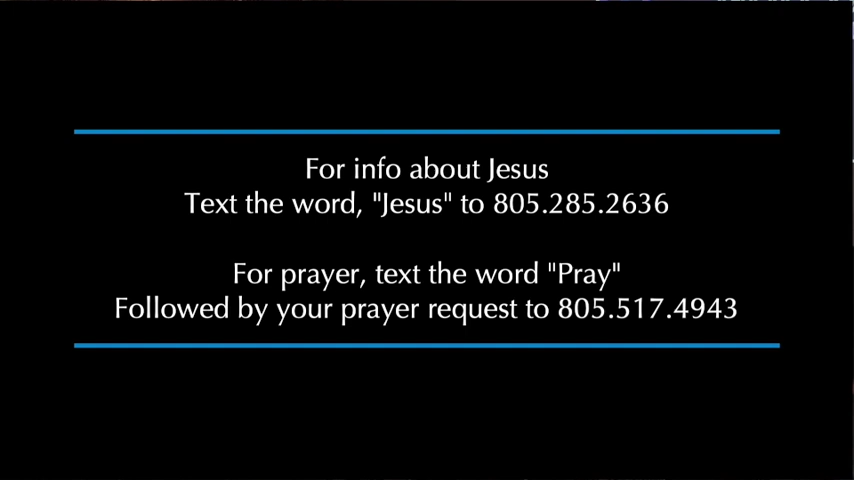 For info about Jesus
Text the word, "Jesus" to 805.285.2636
For prayer, text the word "Pray"
Followed by your prayer request to 805.517.4943